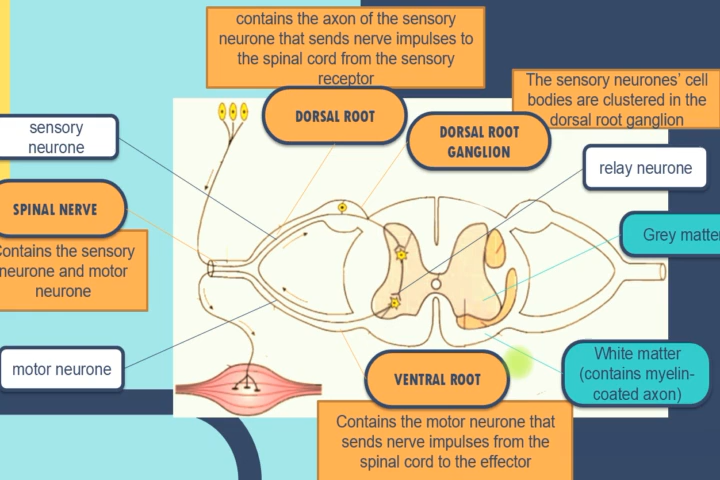 contains the axon of the sensory
neurone that sends nerve impulses to
the spinal cord from the sensory
receptor
The sensory neurones' cell
bodies are clustered in the
dorsal root ganglion
DORSAL ROOT
DORSAL ROOT
GANGLION
sensory
neurone
relay neurone
SPINAL NERVE
Contains the sensory
neurone and motor
neurone
Grey matter
motor neurone
White matter
(contains myelin-
coated axon)
VENTRAL ROOT
Contains the motor neurone that
sends nerve impulses from the
spinal cord to the effector